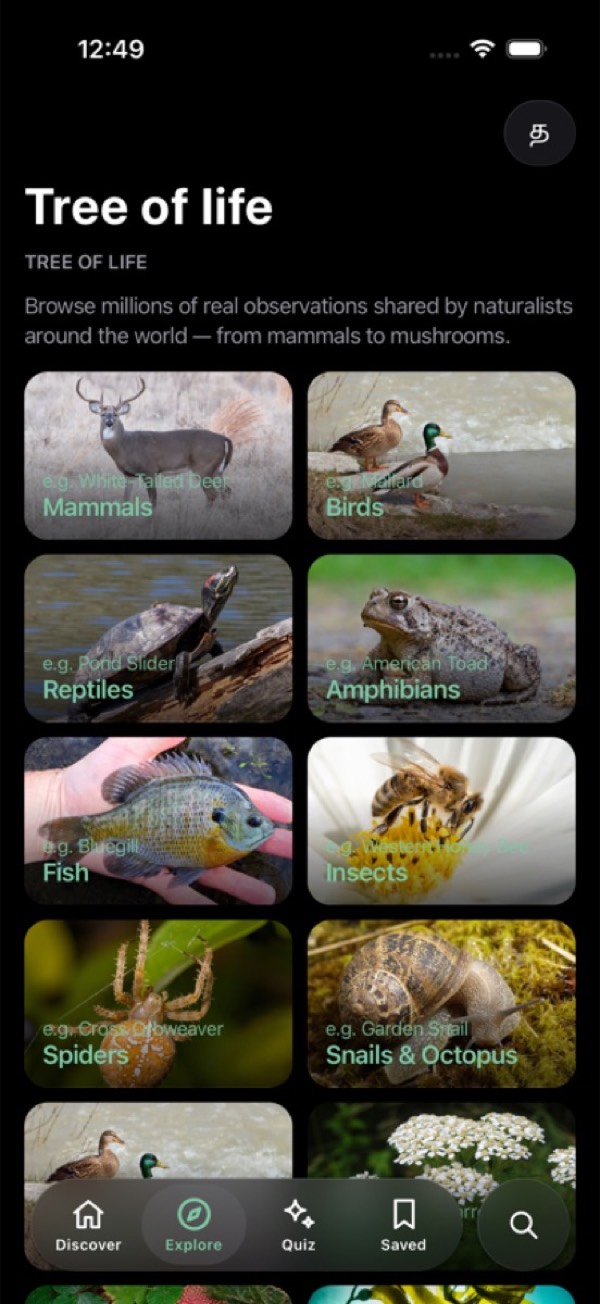 12:49
த
Tree of life
TREE OF LIFE
Browse millions of real observations shared by naturalists
around the world — from mammals to mushrooms.
e.g. White-Tailed Deer
Mammals
e.g. Mallard
Birds
e.g. Pond Slider
Reptiles
e.g. American Toad
Amphibians
e.g. Bluegill
Fish
e.g. Western Honey Bee
Insects
e.g. Cross Orbweaver
Spiders
e.g. Garden Snail
Snails & Octopus
Discover
Explore
Quiz
Saved